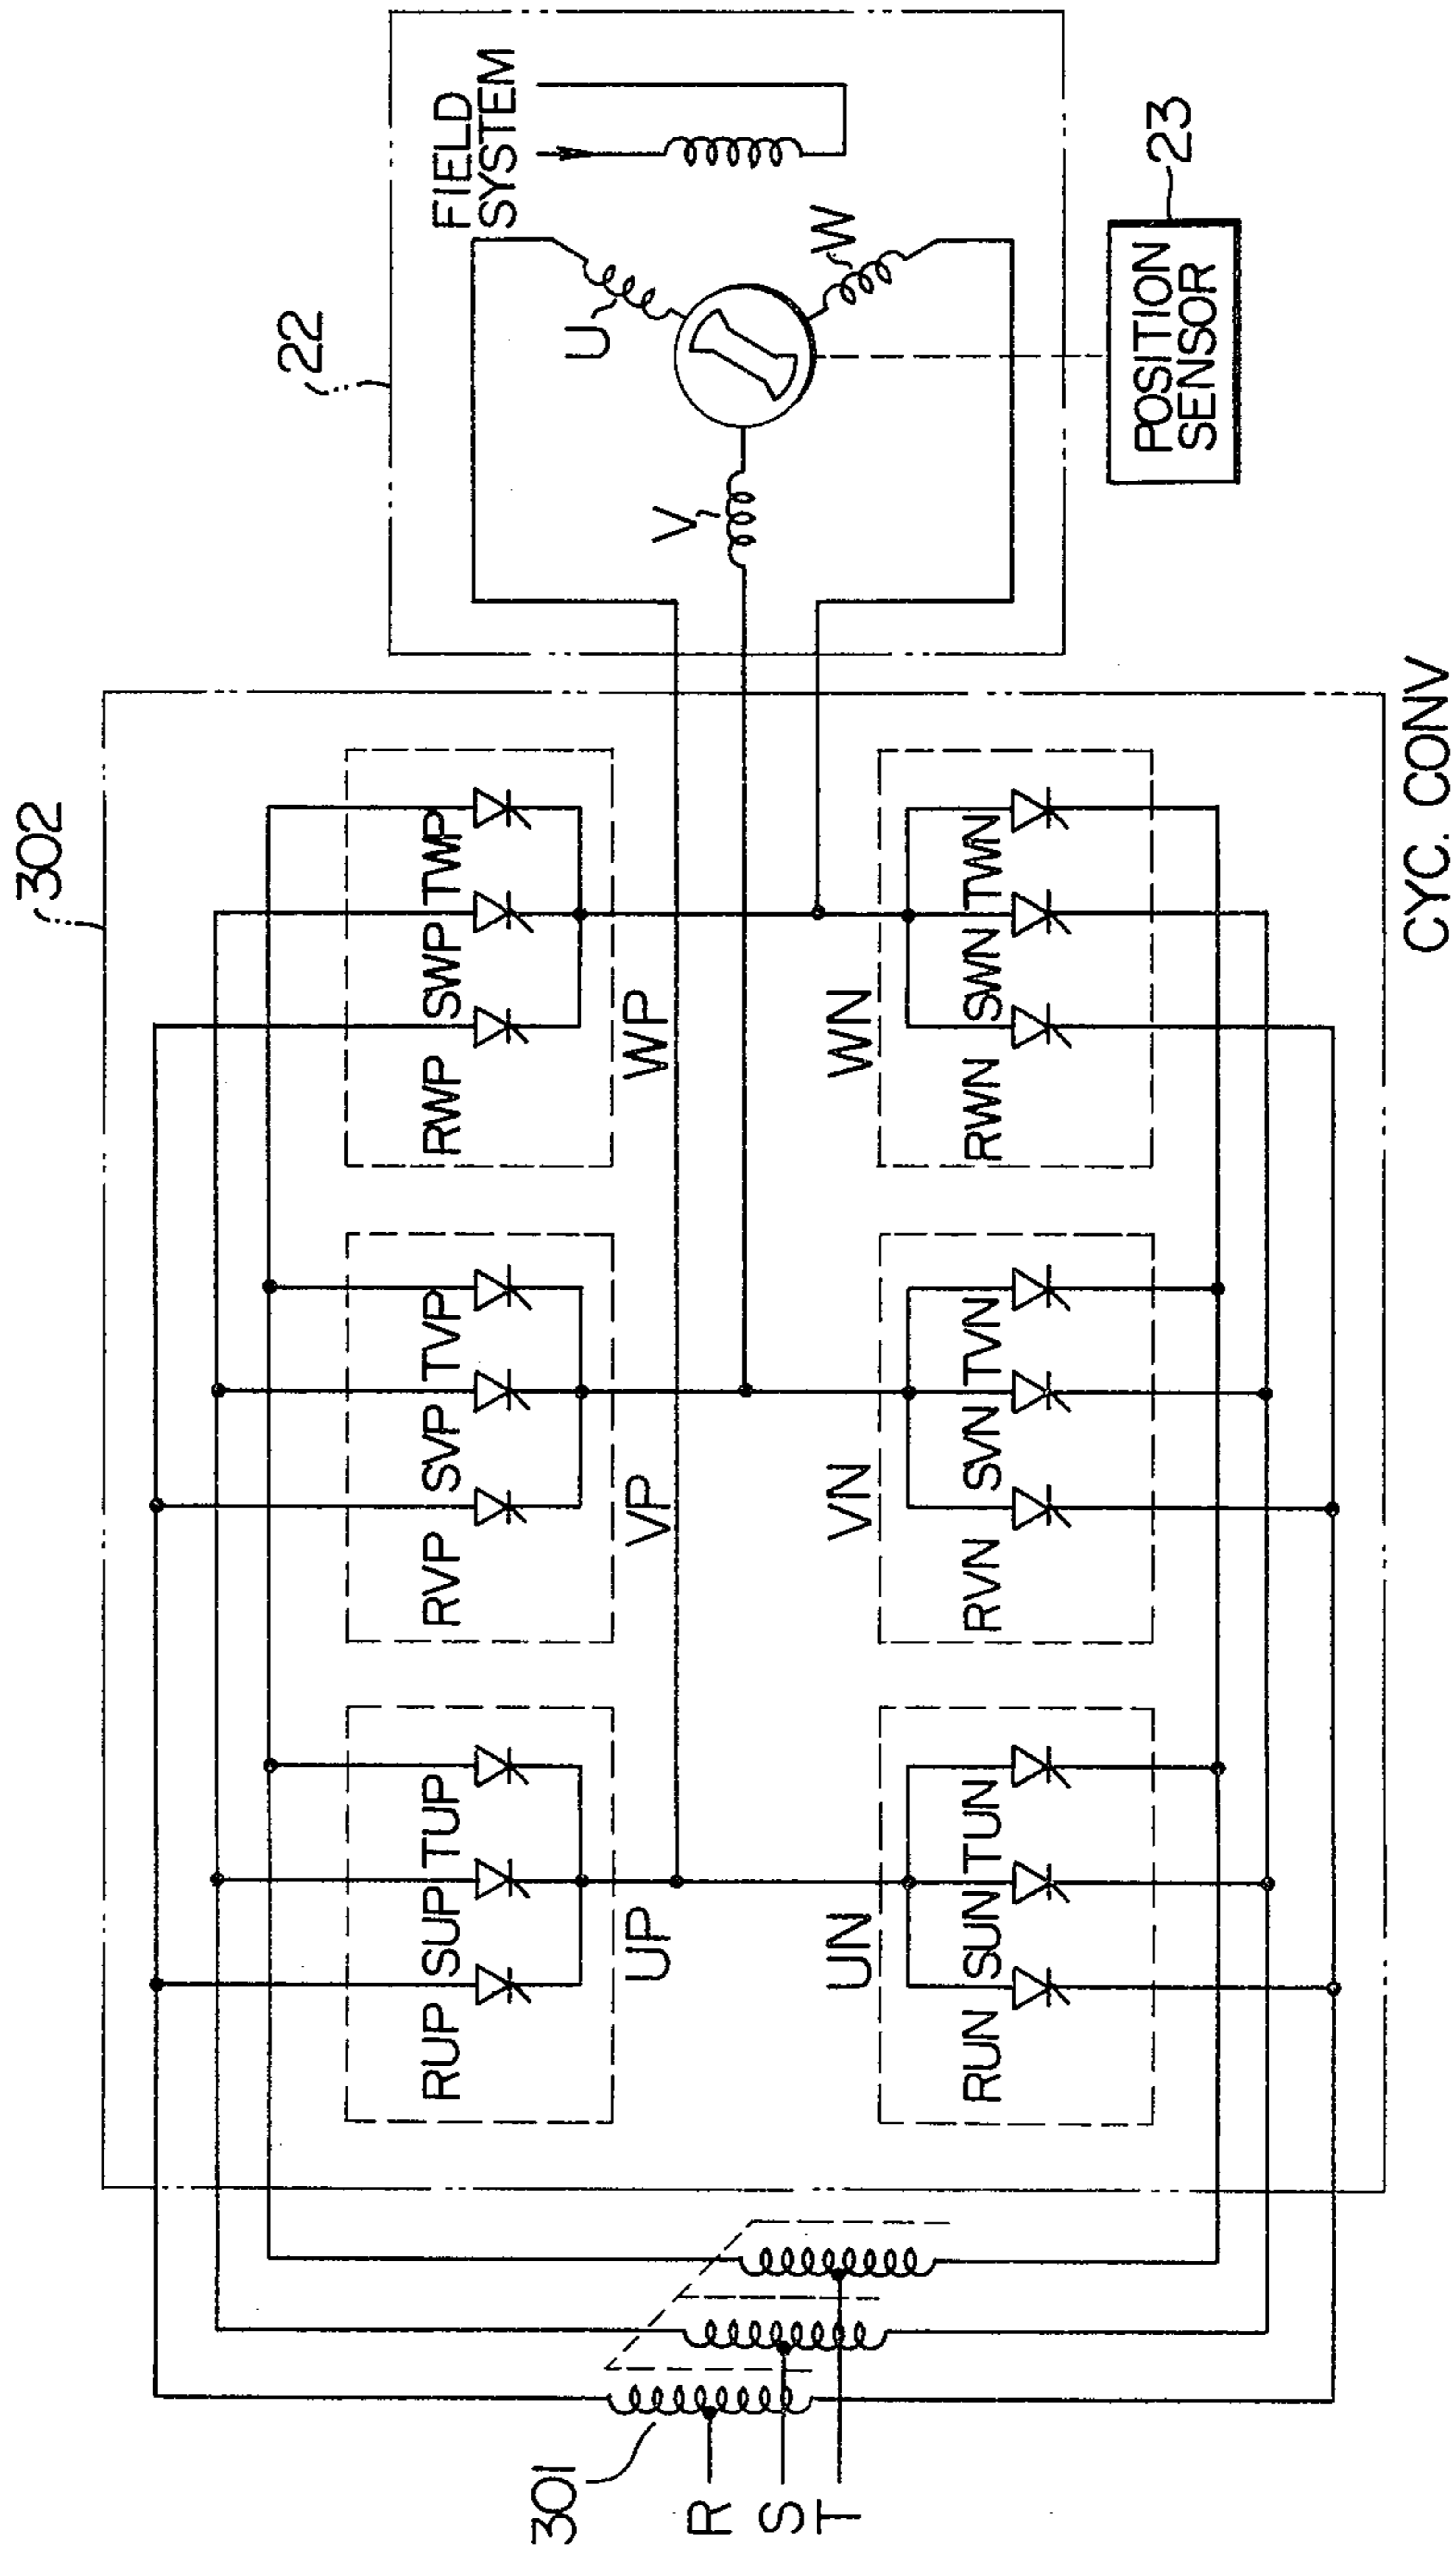 302
22
FIELD
SYSTEM
U
V
W
23
POSITION
SENSOR
RUP SUP TUP
RVP SVP TVP
RWP SWP TWP
UP
VP
WP
UN
VN
WN
RUN SUN TUN
RVN SVN TVN
RWN SWN TWN
301
R
S
T
CYC. CONV